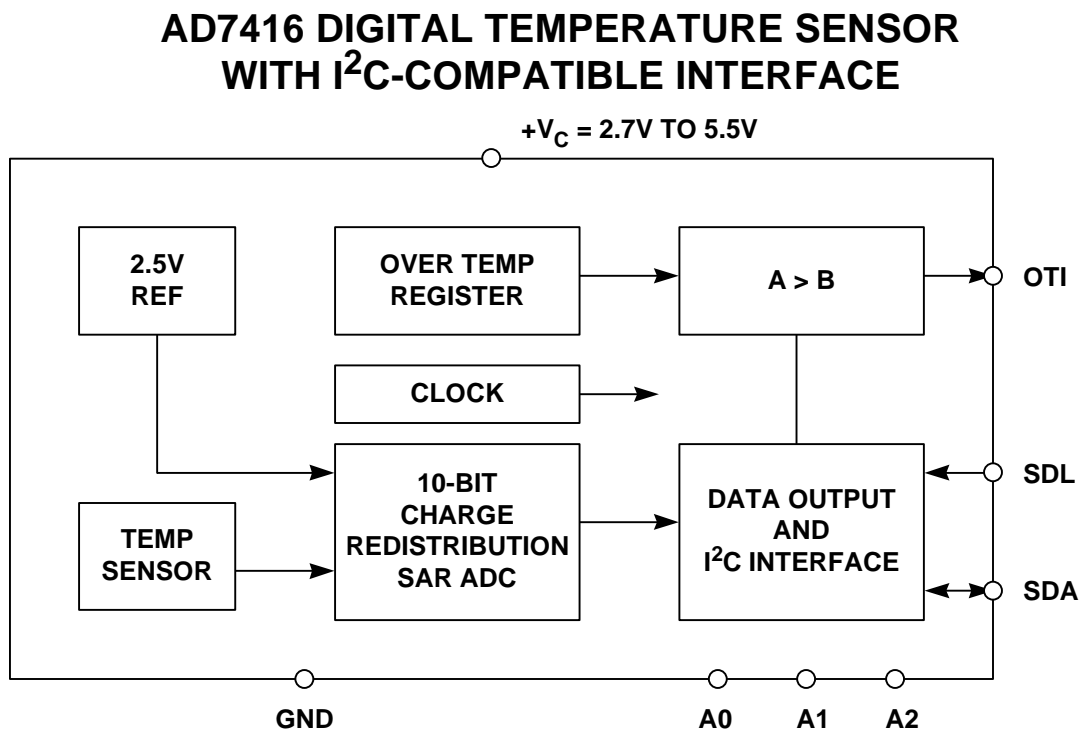 AD7416 DIGITAL TEMPERATURE SENSOR
WITH I²C-COMPATIBLE INTERFACE
+VC = 2.7V TO 5.5V
2.5V
REF
OVER TEMP
REGISTER
A > B
OTI
CLOCK
TEMP
SENSOR
10-BIT
CHARGE
REDISTRIBUTION
SAR ADC
DATA OUTPUT
AND
I²C INTERFACE
SDL
SDA
GND
A0
A1
A2